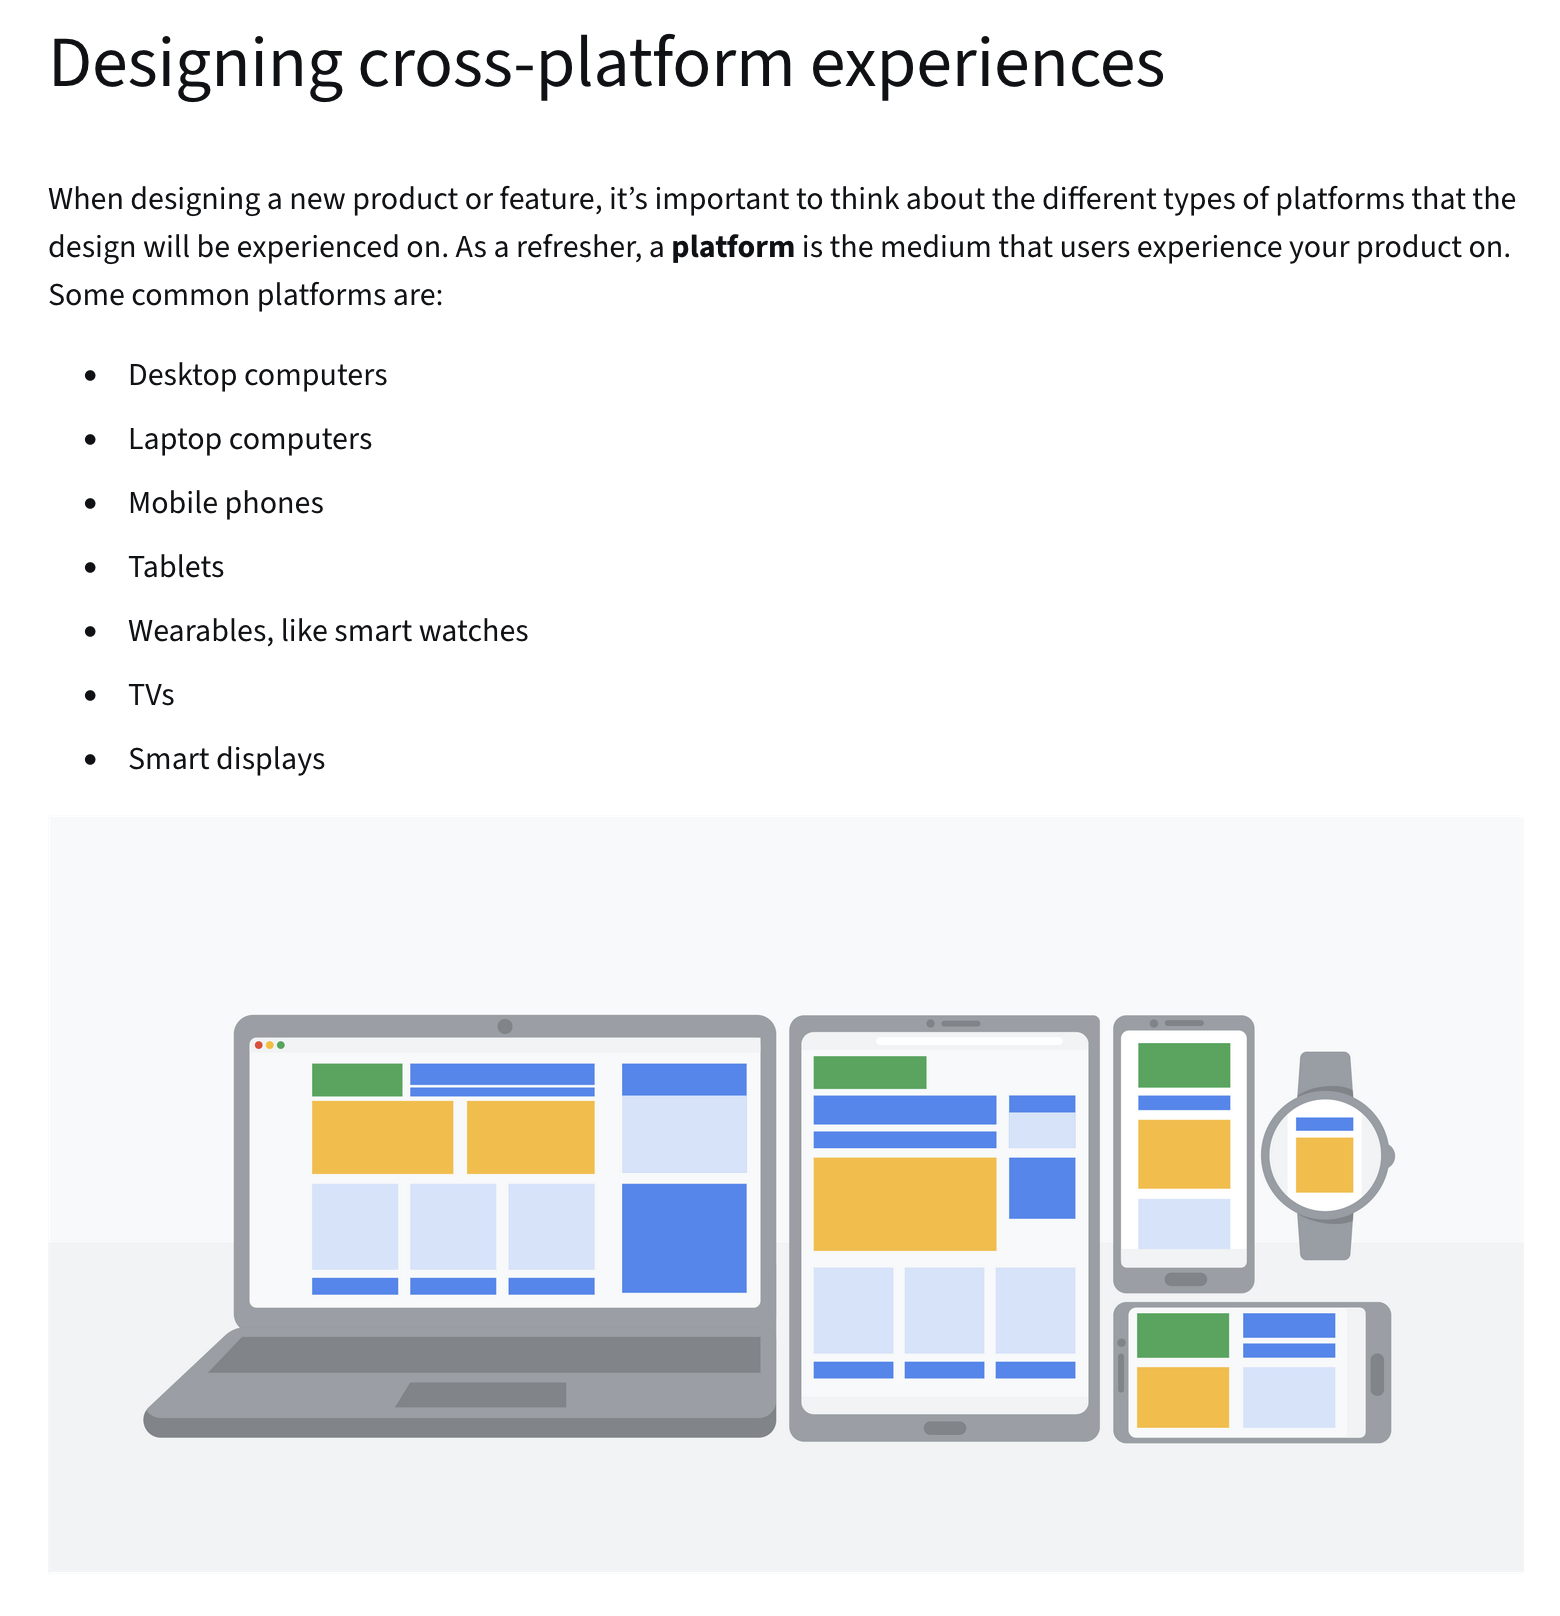 Designing cross-platform experiences
When designing a new product or feature, it’s important to think about the different types of platforms that the
design will be experienced on. As a refresher, a platform is the medium that users experience your product on.
Some common platforms are:
• Desktop computers
• Laptop computers
• Mobile phones
• Tablets
• Wearables, like smart watches
• TVs
• Smart displays